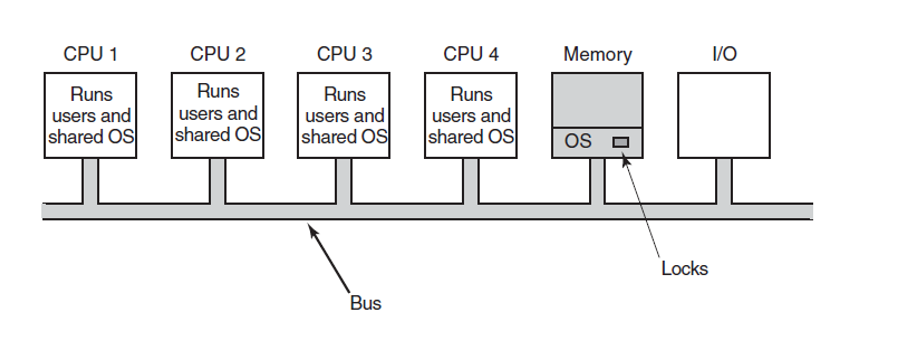 CPU 1
CPU 2
CPU 3
CPU 4
Memory
I/O
Runs
users and
shared OS
Runs
users and
shared OS
Runs
users and
shared OS
Runs
users and
shared OS
OS
Locks
Bus